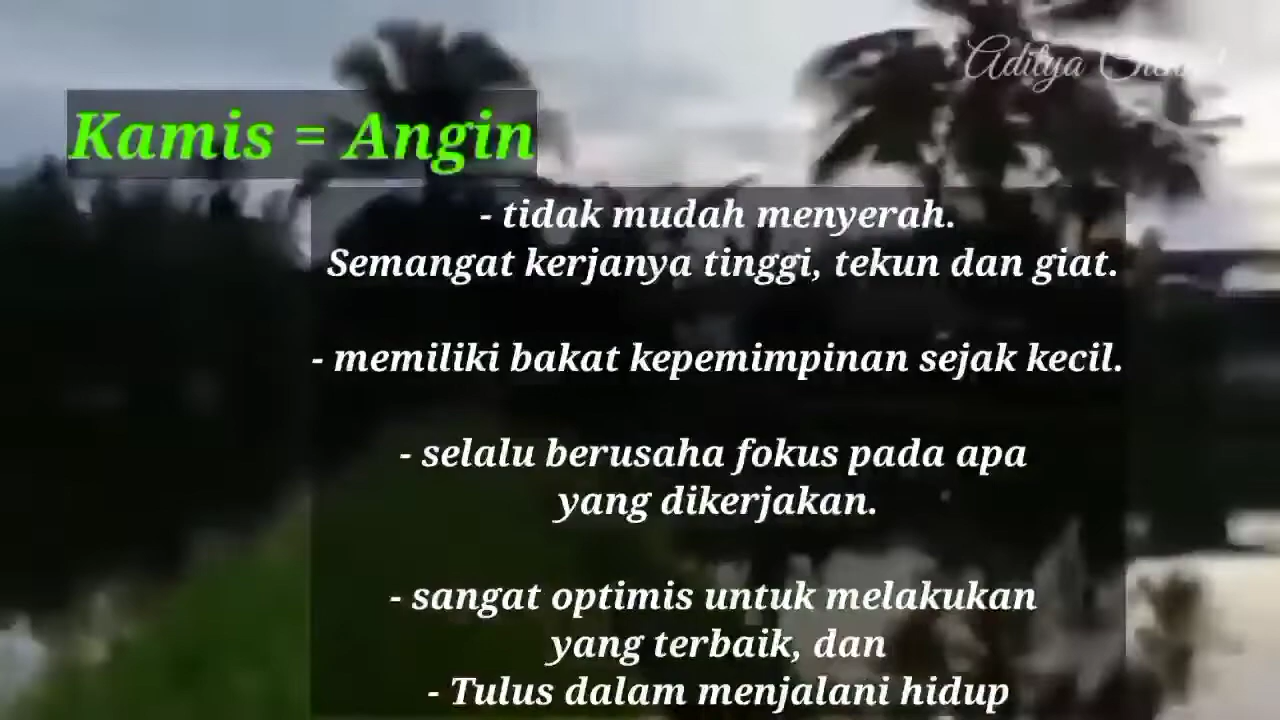 Aditya
Kamis = Angin
- tidak mudah menyerah.
Semangat kerjanya tinggi, tekun dan giat.
- memiliki bakat kepemimpinan sejak kecil.
- selalu berusaha fokus pada apa
yang dikerjakan.
- sangat optimis untuk melakukan
yang terbaik, dan
- Tulus dalam menjalani hidup